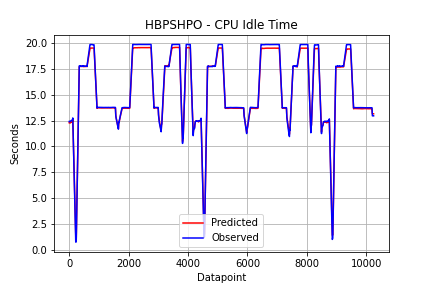 HBPSHPO - CPU Idle Time
Seconds
20.0
17.5
15.0
12.5
10.0
7.5
5.0
2.5
0.0
Predicted
Observed
0 2000 4000 6000 8000 10000
Datapoint